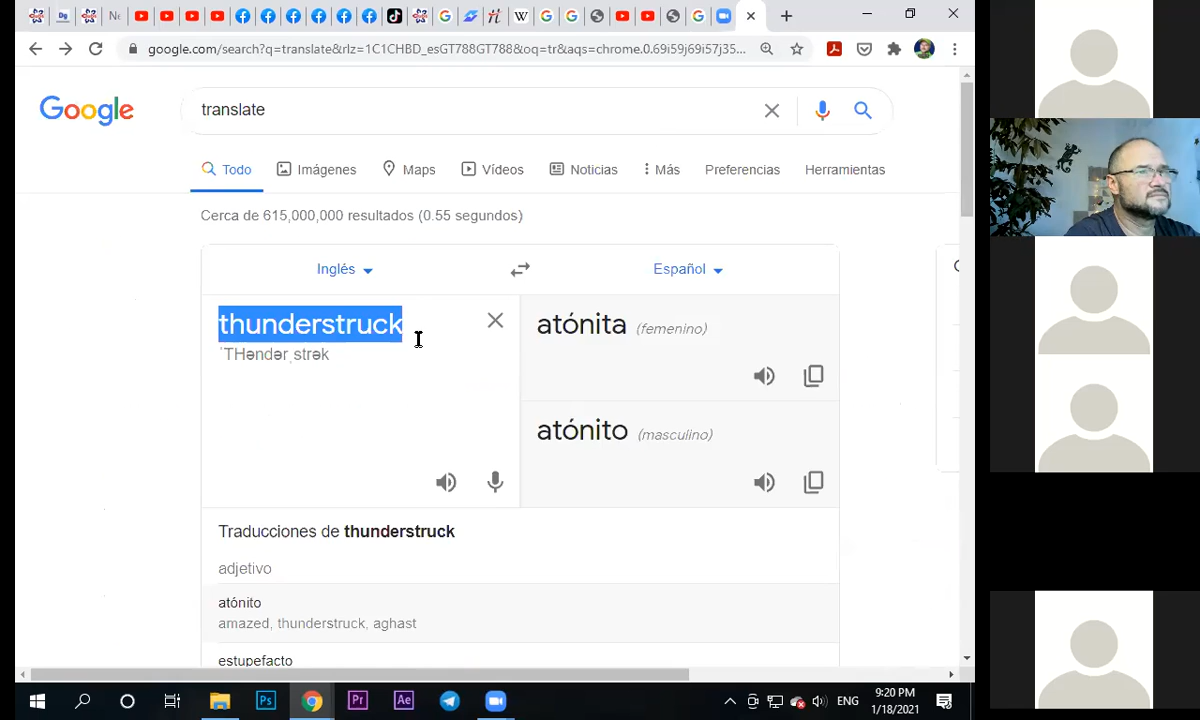 Ne
google.com/search?q=translate&rlz=1C1CHBD_esGT788GT788&oq=tr&aqs=chrome.0.69i59j69i57j35...
Google
translate
Todo
Imágenes
Maps
Vídeos
Noticias
Más
Preferencias
Herramientas
Cerca de 615,000,000 resultados (0.55 segundos)
Inglés
Español
thunderstruck
ˈTHəndərˌstrək
atónita (femenino)
atónito (masculino)
Traducciones de thunderstruck
adjetivo
atónito
amazed, thunderstruck, aghast
estupefacto
ENG
9:20 PM
1/18/2021